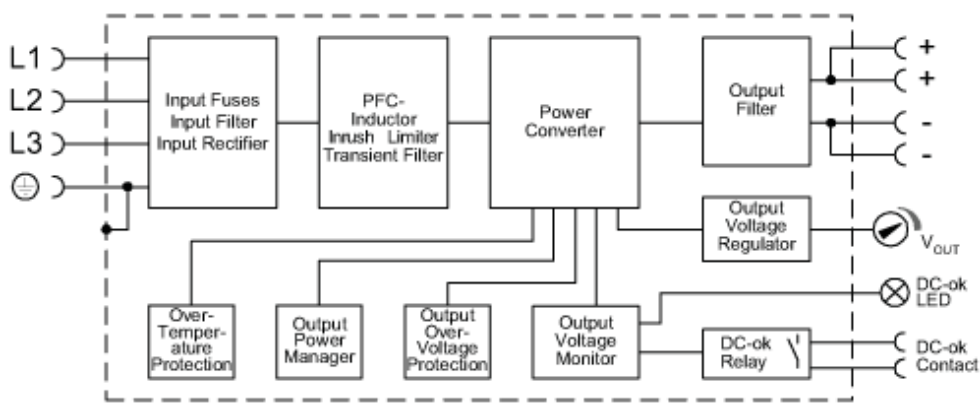 L1
L2
L3
Input Fuses
Input Filter
Input Rectifier
PFC-
Inductor
Inrush Limiter
Transient Filter
Power
Converter
Output
Filter
+
+
-
-
Output
Voltage
Regulator
VOUT
DC-ok
LED
Over-
Temper-
ature
Protection
Output
Power
Manager
Output
Over-
Voltage
Protection
Output
Voltage
Monitor
DC-ok
Relay
DC-ok
Contact